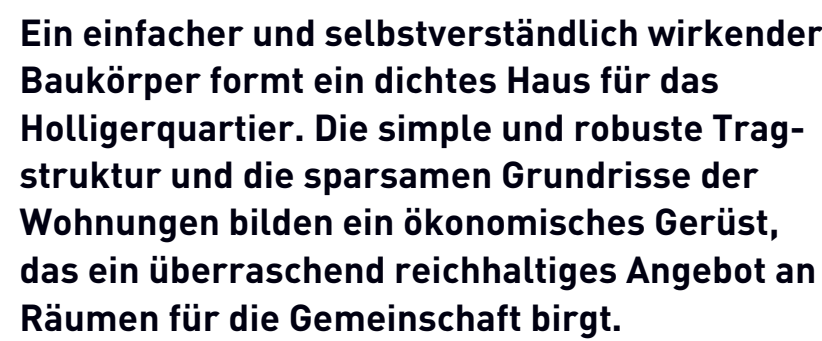 Ein einfacher und selbstverständlich wirkender
Baukörper formt ein dichtes Haus für das
Holligerquartier. Die simple und robuste Trag-
struktur und die sparsamen Grundrisse der
Wohnungen bilden ein ökonomisches Gerüst,
das ein überraschend reichhaltiges Angebot an
Räumen für die Gemeinschaft birgt.